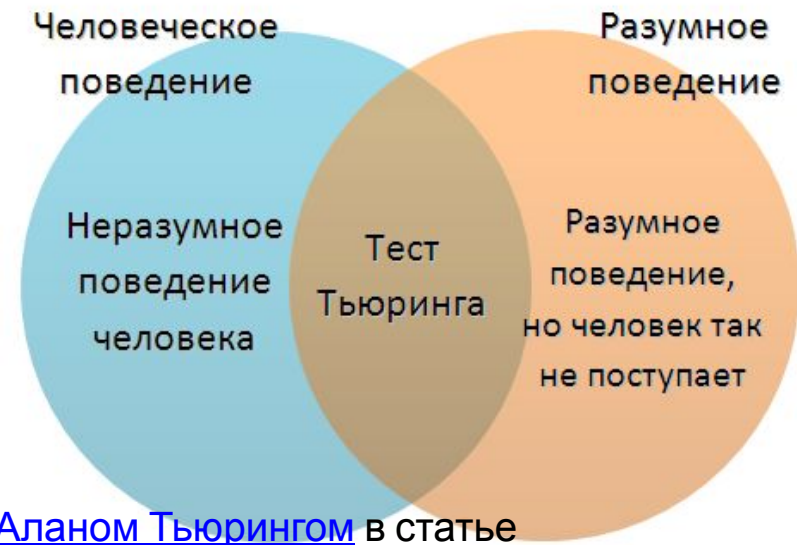 Человеческое
поведение
Разумное
поведение
Неразумное
поведение
человека
Тест
Тьюринга
Разумное
поведение,
но человек так
не поступает
Аланом Тьюрингом в статье